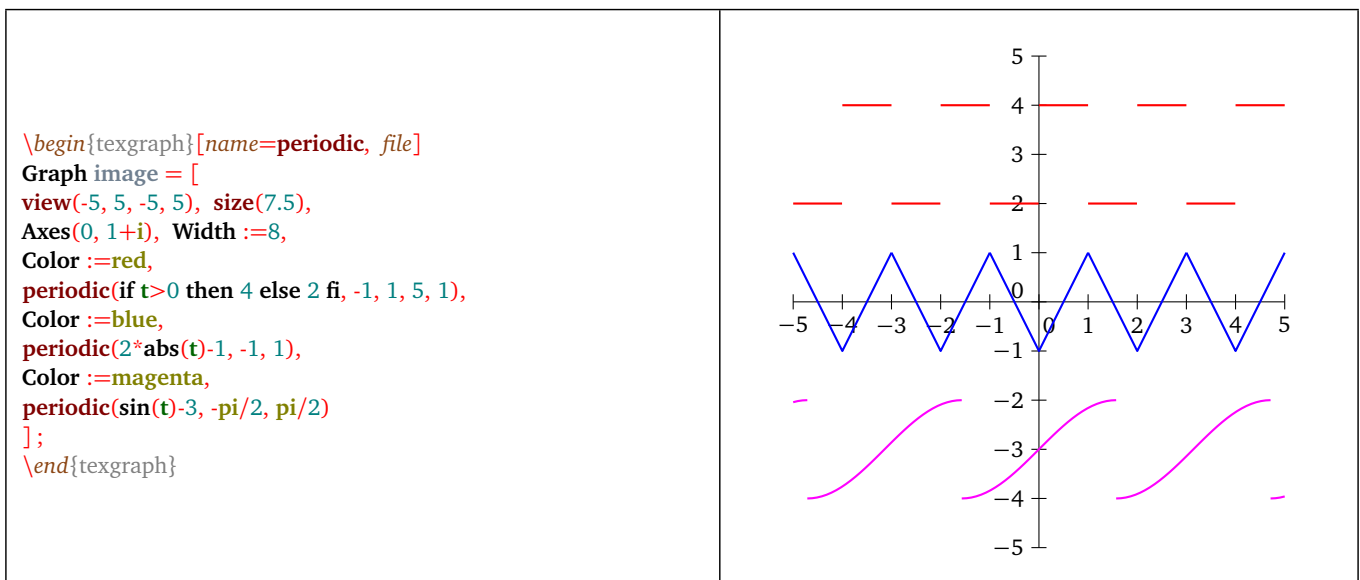 \begin{texgraph}[name=periodic, file]
Graph image = [
view(-5, 5, -5, 5), size(7.5),
Axes(0, 1+i), Width :=8,
Color :=red,
periodic(if t>0 then 4 else 2 fi, -1, 1, 5, 1),
Color :=blue,
periodic(2*abs(t)-1, -1, 1),
Color :=magenta,
periodic(sin(t)-3, -pi/2, pi/2)
];
\end{texgraph}
5
4
3
2
1
0
−5 −4 −3 −2 −1 0 1 2 3 4 5
−1
−2
−3
−4
−5